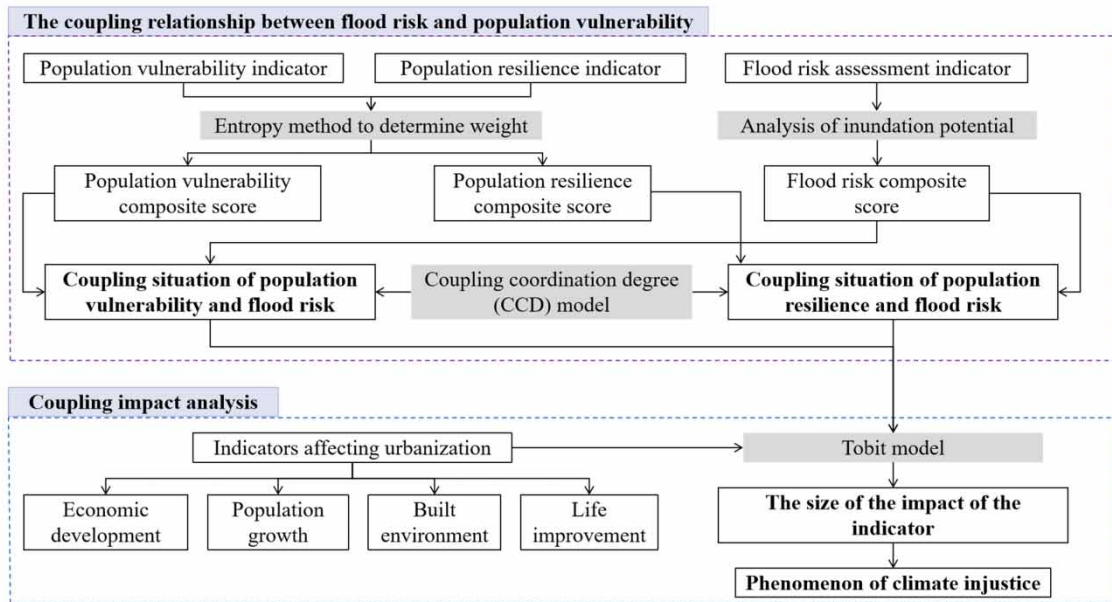 The coupling relationship between flood risk and population vulnerability
Population vulnerability indicator
Population resilience indicator
Flood risk assessment indicator
Entropy method to determine weight
Analysis of inundation potential
Population vulnerability
composite score
Population resilience
composite score
Flood risk composite
score
Coupling situation of population
vulnerability and flood risk
Coupling coordination degree
(CCD) model
Coupling situation of population
resilience and flood risk
Coupling impact analysis
Indicators affecting urbanization
Tobit model
Economic
development
Population
growth
Built
environment
Life
improvement
The size of the impact of the
indicator
Phenomenon of climate injustice